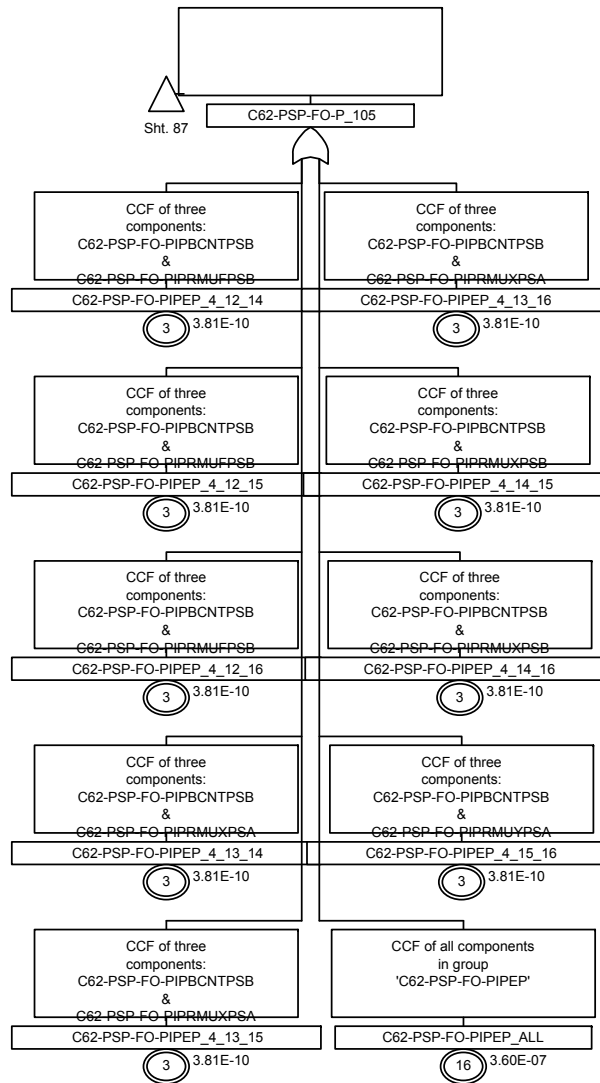 C62-PSP-FO-P_105
Sht. 87
CCF of three
components:
C62-PSP-FO-PIPBCNTPSB
&
C62-PSP-FO-PIPRMUFPSB
C62-PSP-FO-PIPEP_4_12_14
3
3.81E-10
CCF of three
components:
C62-PSP-FO-PIPBCNTPSB
&
C62-PSP-FO-PIPRMUXPSA
C62-PSP-FO-PIPEP_4_13_16
3
3.81E-10
CCF of three
components:
C62-PSP-FO-PIPBCNTPSB
&
C62-PSP-FO-PIPRMUFPSB
C62-PSP-FO-PIPEP_4_12_15
3
3.81E-10
CCF of three
components:
C62-PSP-FO-PIPBCNTPSB
&
C62-PSP-FO-PIPRMUXPSB
C62-PSP-FO-PIPEP_4_14_15
3
3.81E-10
CCF of three
components:
C62-PSP-FO-PIPBCNTPSB
&
C62-PSP-FO-PIPRMUFPSB
C62-PSP-FO-PIPEP_4_12_16
3
3.81E-10
CCF of three
components:
C62-PSP-FO-PIPBCNTPSB
&
C62-PSP-FO-PIPRMUXPSB
C62-PSP-FO-PIPEP_4_14_16
3
3.81E-10
CCF of three
components:
C62-PSP-FO-PIPBCNTPSB
&
C62-PSP-FO-PIPRMUXPSA
C62-PSP-FO-PIPEP_4_13_14
3
3.81E-10
CCF of three
components:
C62-PSP-FO-PIPBCNTPSB
&
C62-PSP-FO-PIPRMUYPSA
C62-PSP-FO-PIPEP_4_15_16
3
3.81E-10
CCF of three
components:
C62-PSP-FO-PIPBCNTPSB
&
C62-PSP-FO-PIPRMUXPSA
C62-PSP-FO-PIPEP_4_13_15
3
3.81E-10
CCF of all components
in group
'C62-PSP-FO-PIPEP'
C62-PSP-FO-PIPEP_ALL
16
3.60E-07